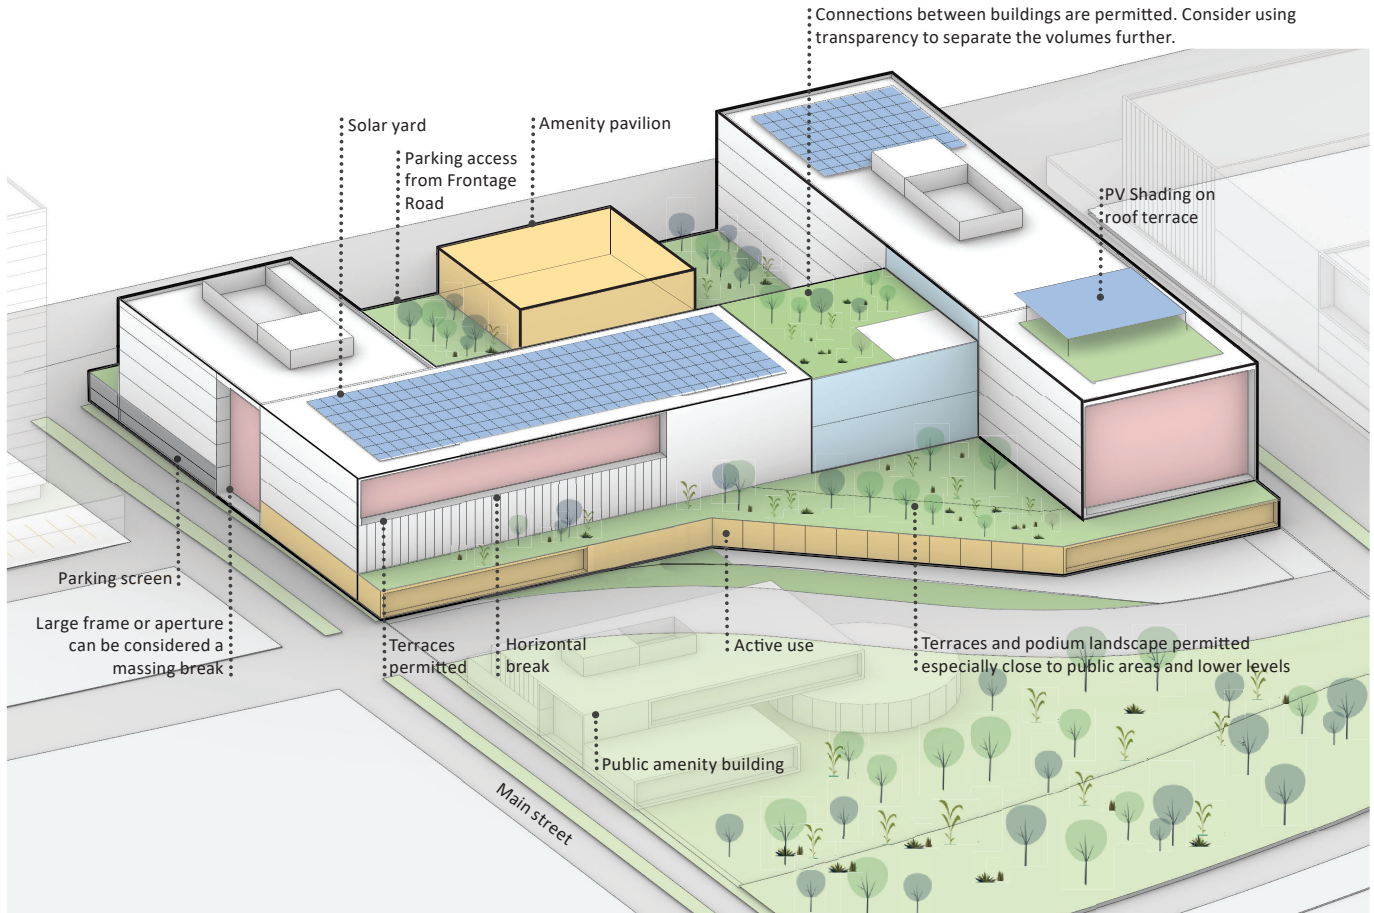 Connections between buildings are permitted. Consider using
transparency to separate the volumes further.
Solar yard
Amenity pavilion
Parking access
from Frontage
Road
PV Shading on
roof terrace
Parking screen
Large frame or aperture
can be considered a
massing break
Terraces
permitted
Horizontal
break
Active use
Terraces and podium landscape permitted
especially close to public areas and lower levels
Public amenity building
Main street